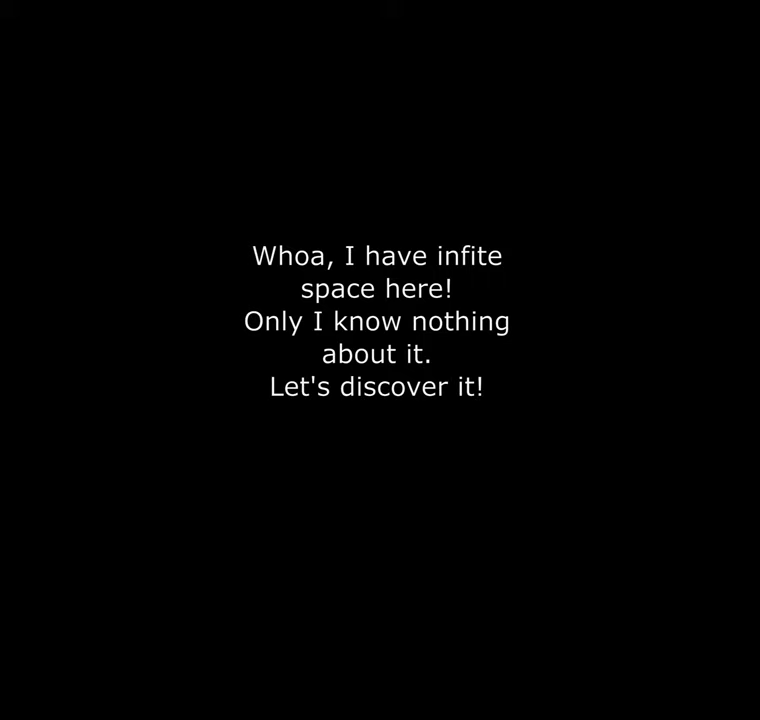 Whoa, I have infite
space here!
Only I know nothing
about it.
Let's discover it!